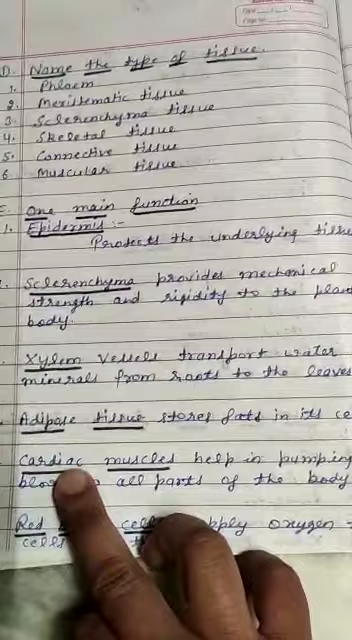 D. Name the type of tissue.
1. Phloem
2. Meristematic tissue
3. Sclerenchyma tissue
4. Skeletal tissue
5. Connective tissue
6. Muscular tissue
E. One main function
1. Epidermis :-
Protects the underlying tissue
Sclerenchyma provides mechanical
strength and rigidity to the plant
body.
Xylem vessels transport water
minerals from roots to the leaves
Adipose tissue stores fats in its ce
Cardiac muscles help in pumping
all parts of the body
Red cells oxygen
cells